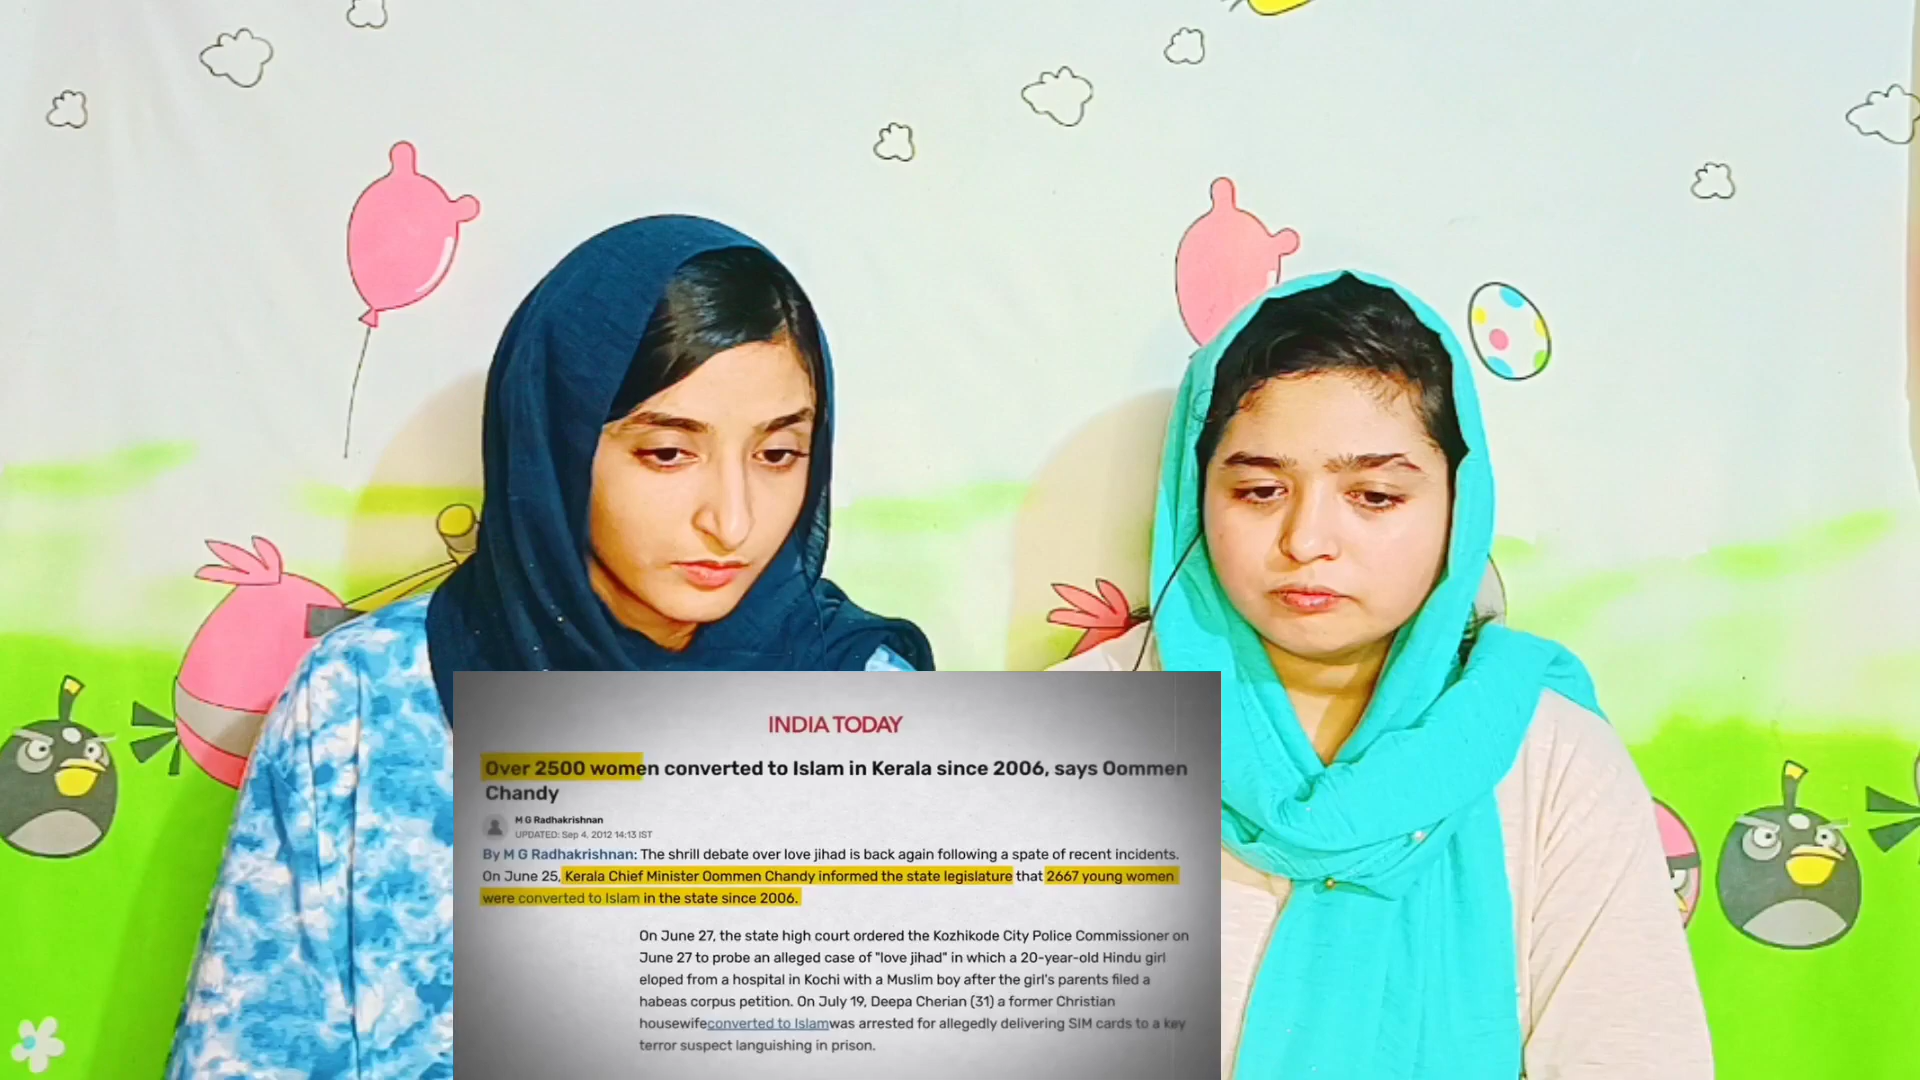 INDIA TODAY
Over 2500 women converted to Islam in Kerala since 2006, says Oommen
Chandy
M G Radhakrishnan
UPDATED: Sep 4, 2012 14:13 IST
By M G Radhakrishnan: The shrill debate over love jihad is back again following a spate of recent incidents.
On June 25, Kerala Chief Minister Oommen Chandy informed the state legislature that 2667 young women
were converted to Islam in the state since 2006.
On June 27, the state high court ordered the Kozhikode City Police Commissioner on
June 27 to probe an alleged case of "love jihad" in which a 20-year-old Hindu girl
eloped from a hospital in Kochi with a Muslim boy after the girl's parents filed a
habeas corpus petition. On July 19, Deepa Cherian (31) a former Christian
housewifeconverted to Islamwas arrested for allegedly delivering SIM cards to a key
terror suspect languishing in prison.